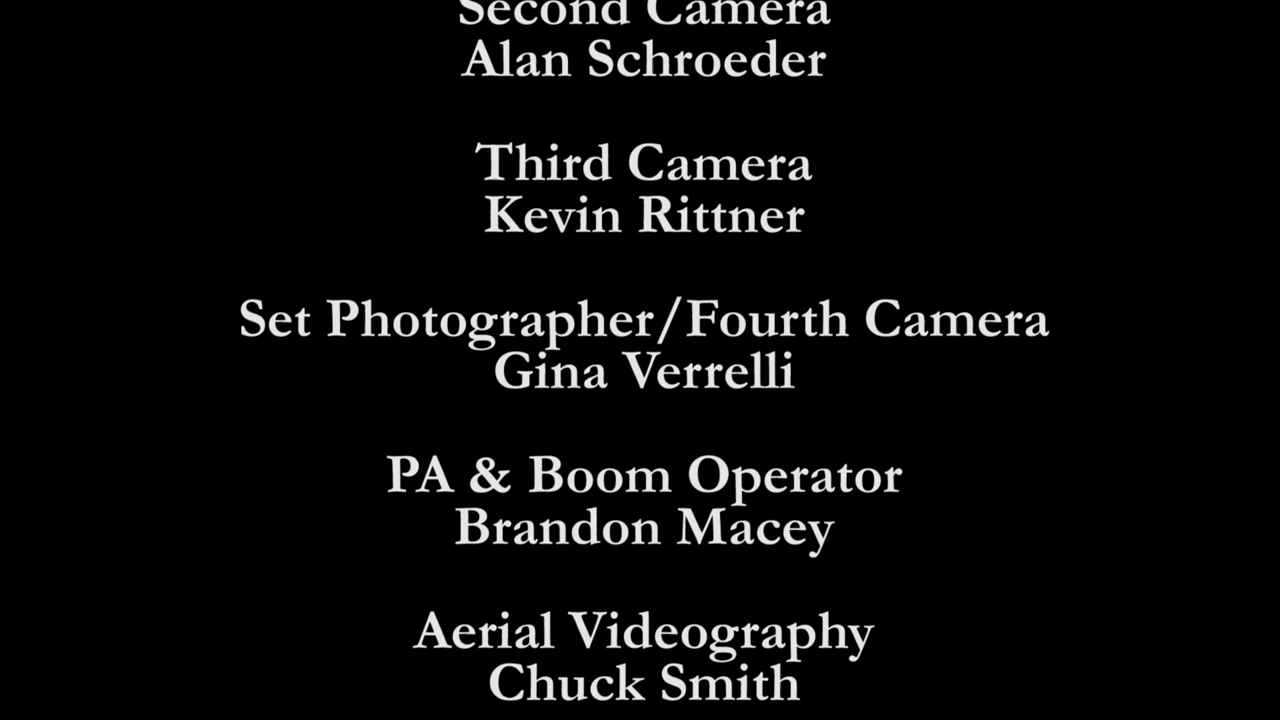 Second Camera
Alan Schroeder
Third Camera
Kevin Rittner
Set Photographer/Fourth Camera
Gina Verrelli
PA & Boom Operator
Brandon Macey
Aerial Videography
Chuck Smith